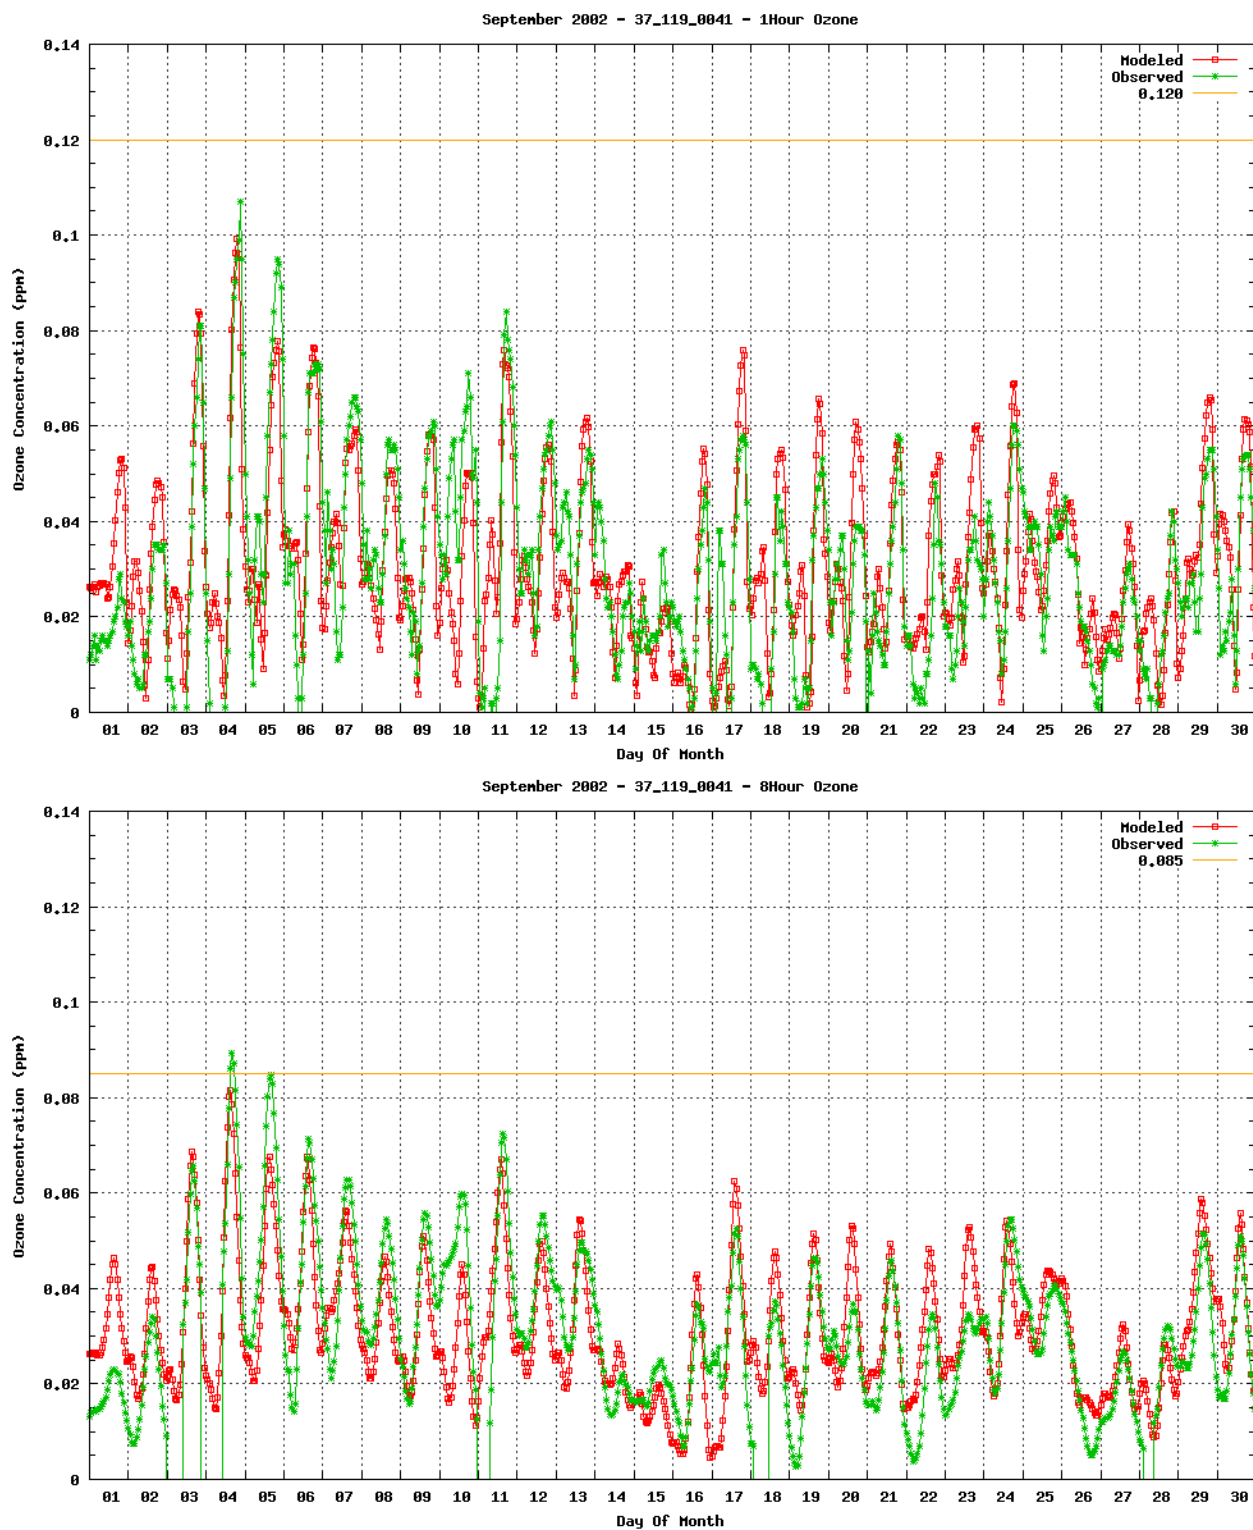 September 2002 - 37_119_0041 - 1Hour Ozone
0.14
Modeled
Observed
0.120
0.12
0.1
0.08
0.06
0.04
0.02
0
Ozone Concentration (ppm)
01 02 03 04 05 06 07 08 09 10 11 12 13 14 15 16 17 18 19 20 21 22 23 24 25 26 27 28 29 30
Day Of Month
September 2002 - 37_119_0041 - 8Hour Ozone
0.14
Modeled
Observed
0.085
0.12
0.1
0.08
0.06
0.04
0.02
0
Ozone Concentration (ppm)
01 02 03 04 05 06 07 08 09 10 11 12 13 14 15 16 17 18 19 20 21 22 23 24 25 26 27 28 29 30
Day Of Month